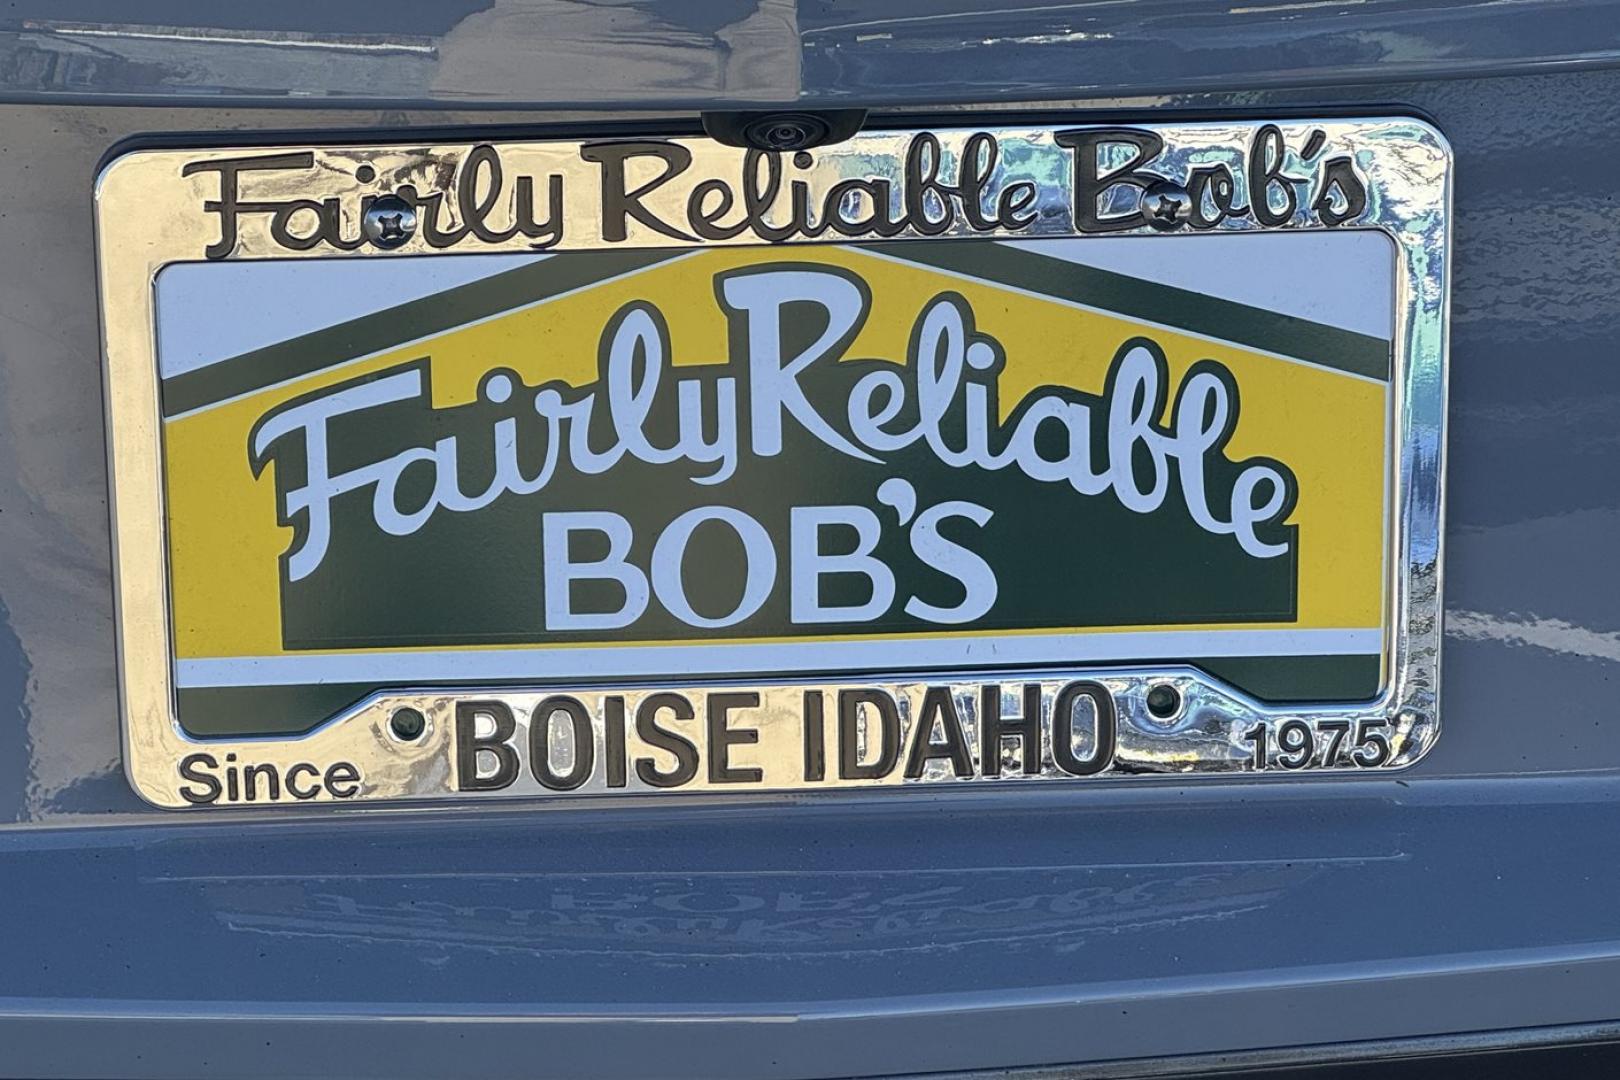 Fairly Reliable Bob's
Fairly Reliable
BOB'S
Since BOISE IDAHO 1975